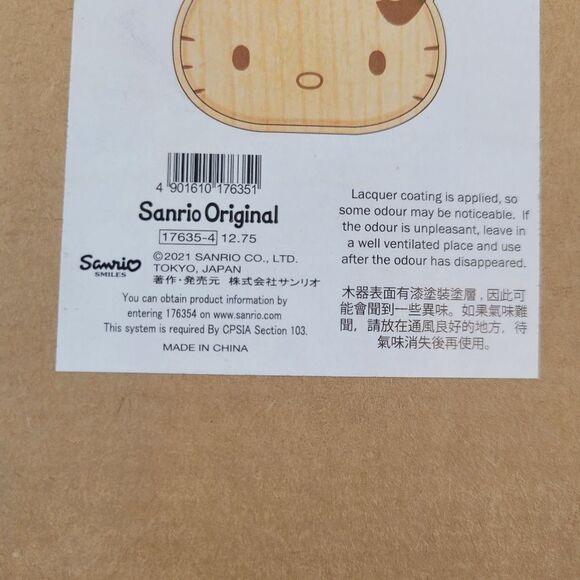 4 901610 176351
Sanrio Original
17635-4 12.75
Sanrio
SMILES
©2021 SANRIO CO., LTD.
TOKYO, JAPAN
著作・発売元 株式会社サンリオ
You can obtain product information by
entering 176354 on www.sanrio.com
This system is required By CPSIA Section 103.
MADE IN CHINA
Lacquer coating is applied, so
some odour may be noticeable. If
the odour is unpleasant, leave in
a well ventilated place and use
after the odour has disappeared.
木器表面有漆塗裝塗層 , 因此可
能會聞到一些異味。如果氣味難
聞，請放在通風良好的地方，待
氣味消失後再使用。